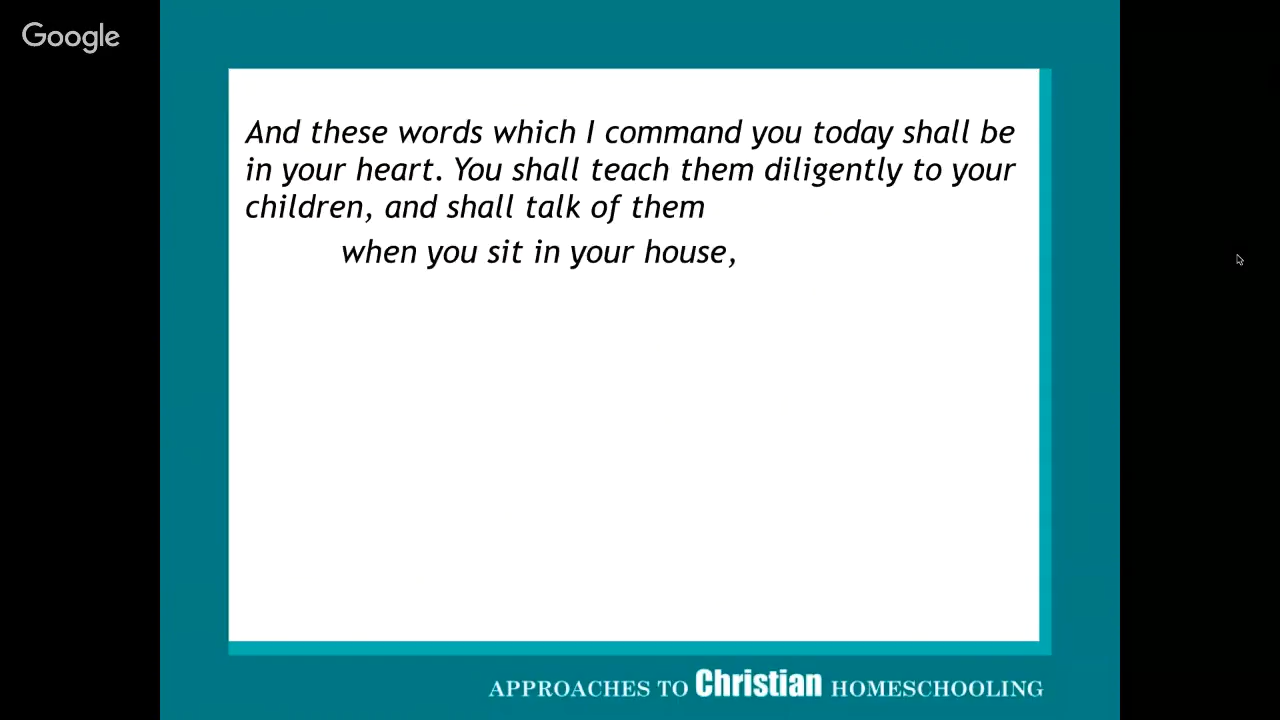 Google
And these words which I command you today shall be
in your heart. You shall teach them diligently to your
children, and shall talk of them
when you sit in your house,
APPROACHES TO Christian HOMESCHOOLING